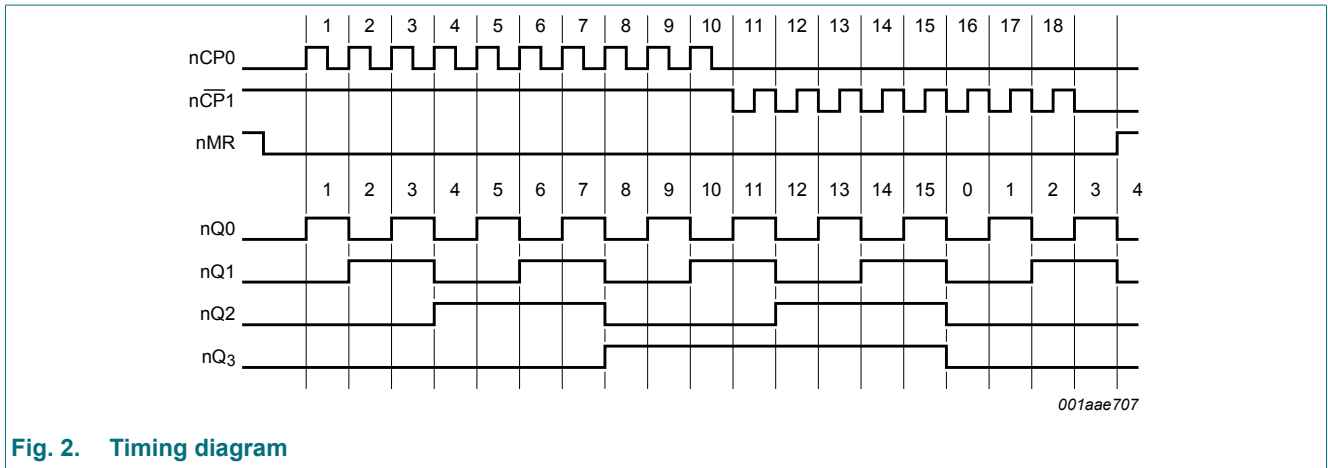 1 2 3 4 5 6 7 8 9 10 11 12 13 14 15 16 17 18
nCP0
nC̅P̅1
nMR
1 2 3 4 5 6 7 8 9 10 11 12 13 14 15 0 1 2 3 4
nQ0
nQ1
nQ2
nQ3
001aae707
Fig. 2. Timing diagram